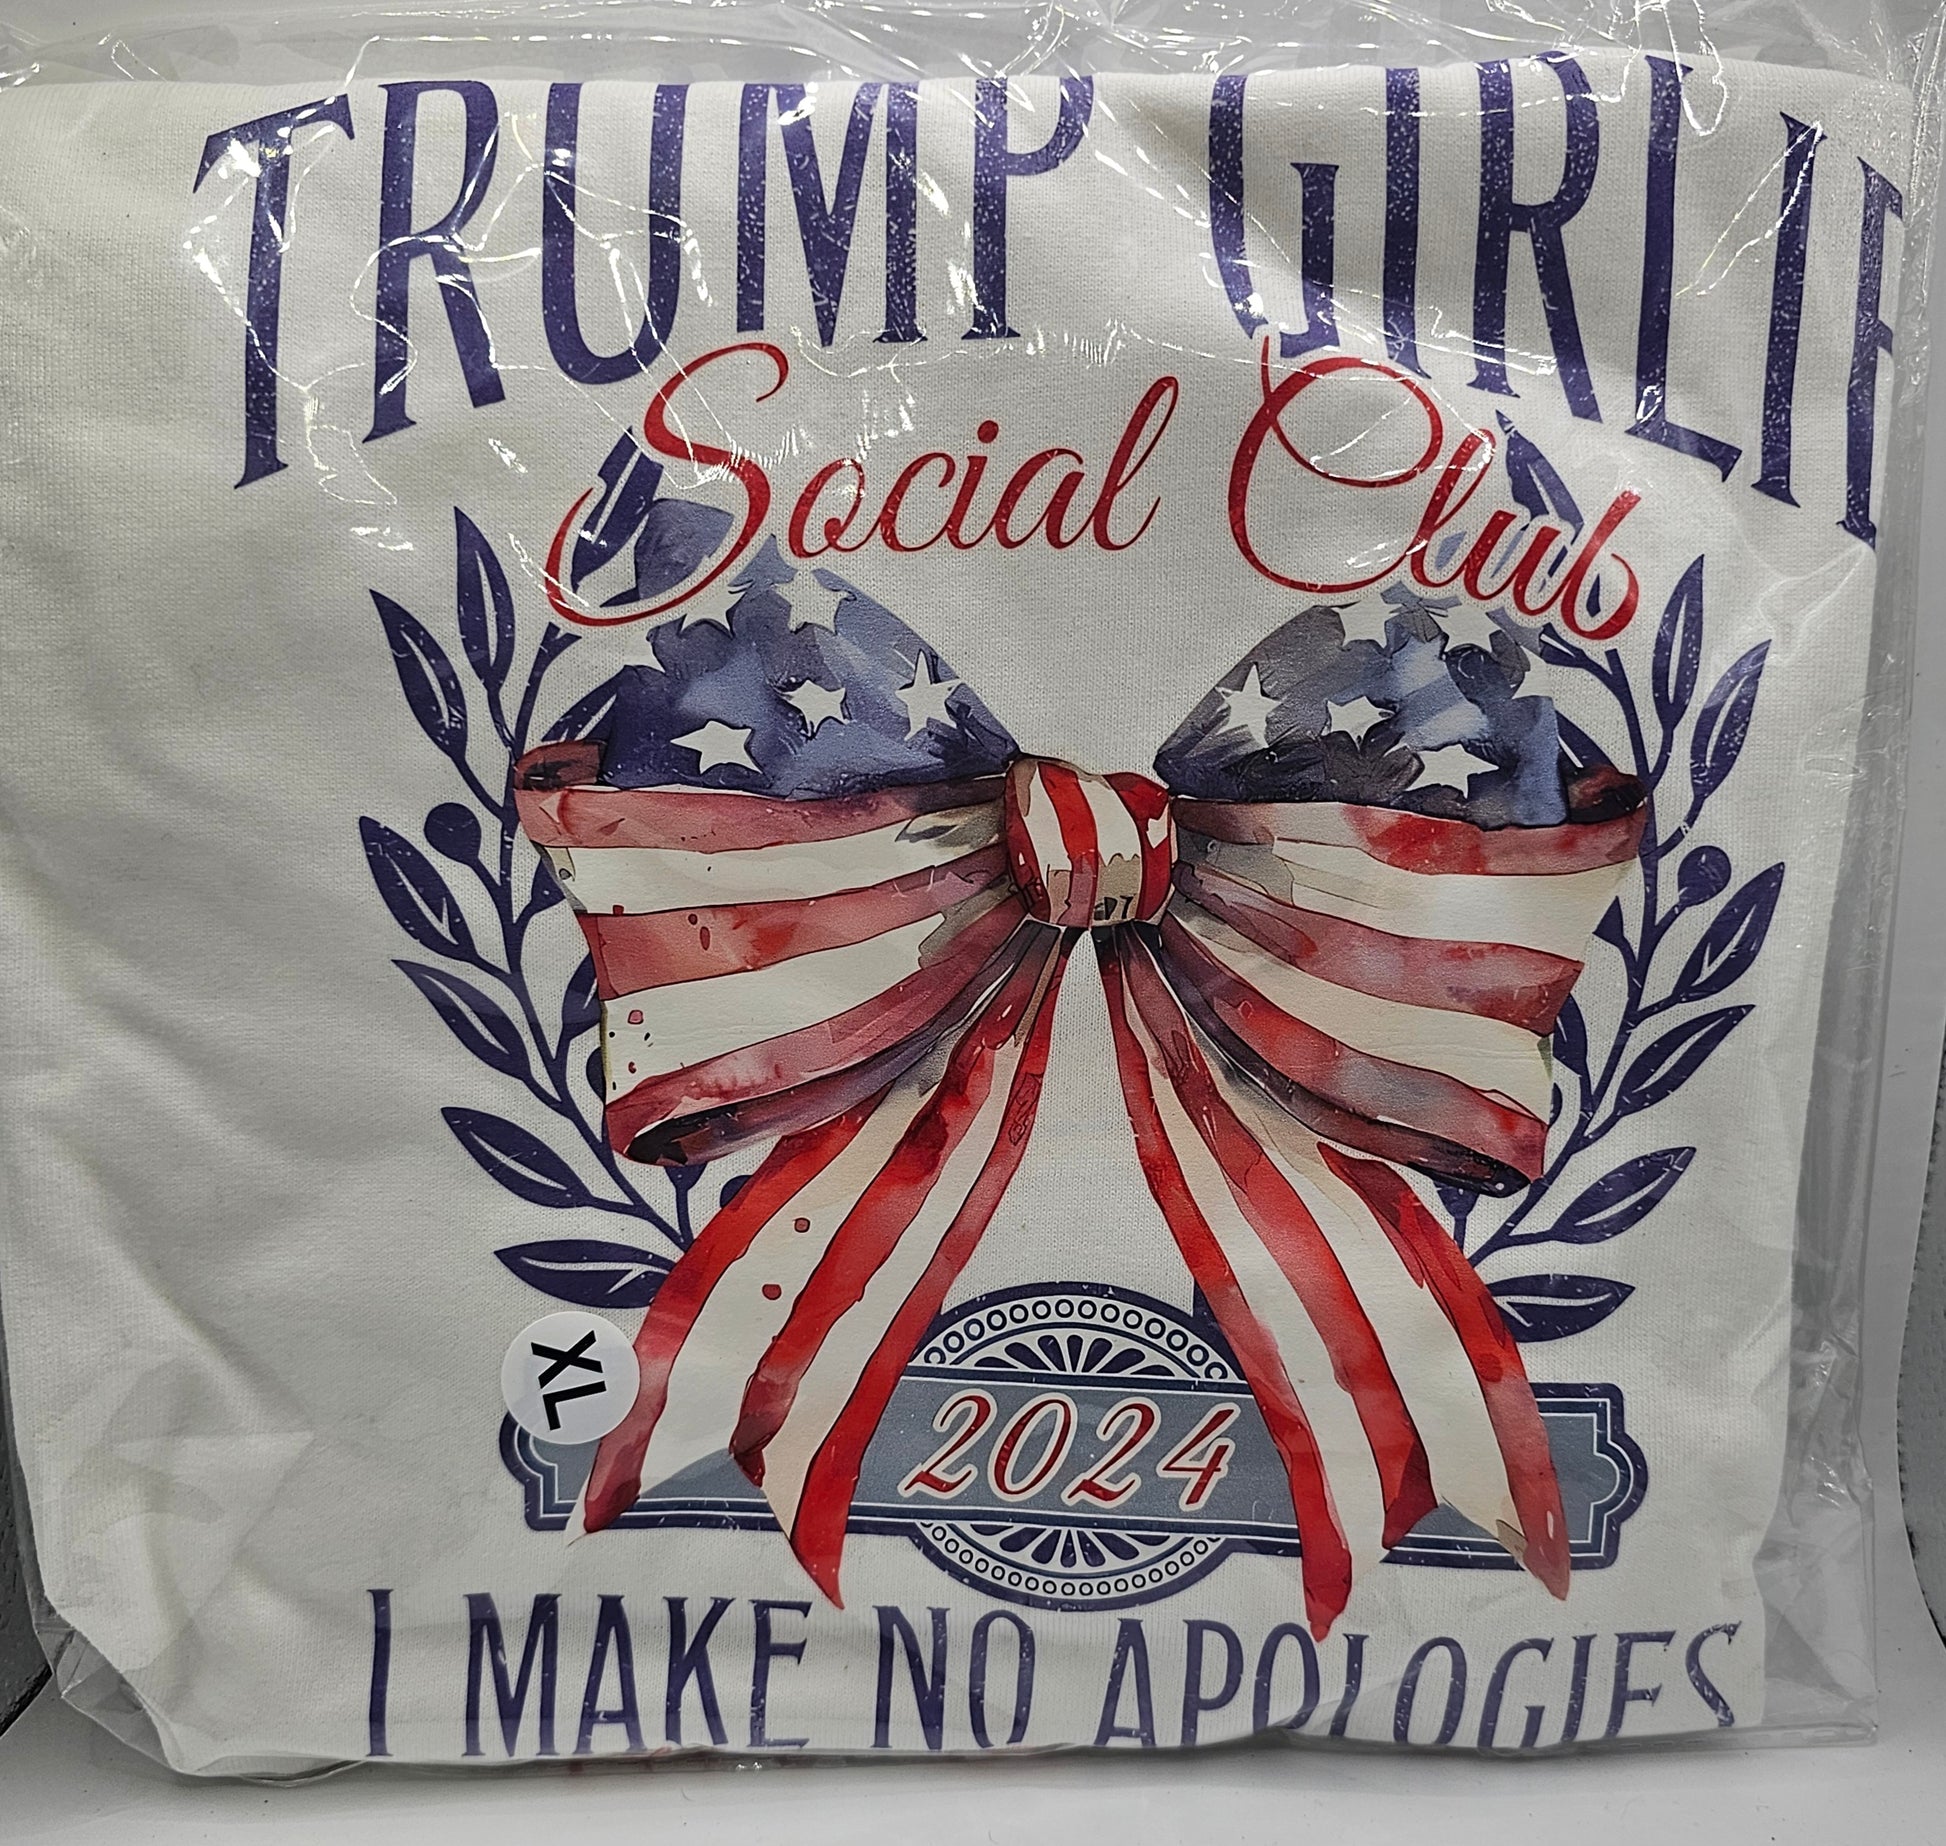 TRUMP GIRLIE
Social Club
XL
2024
I MAKE NO APOLOGIES